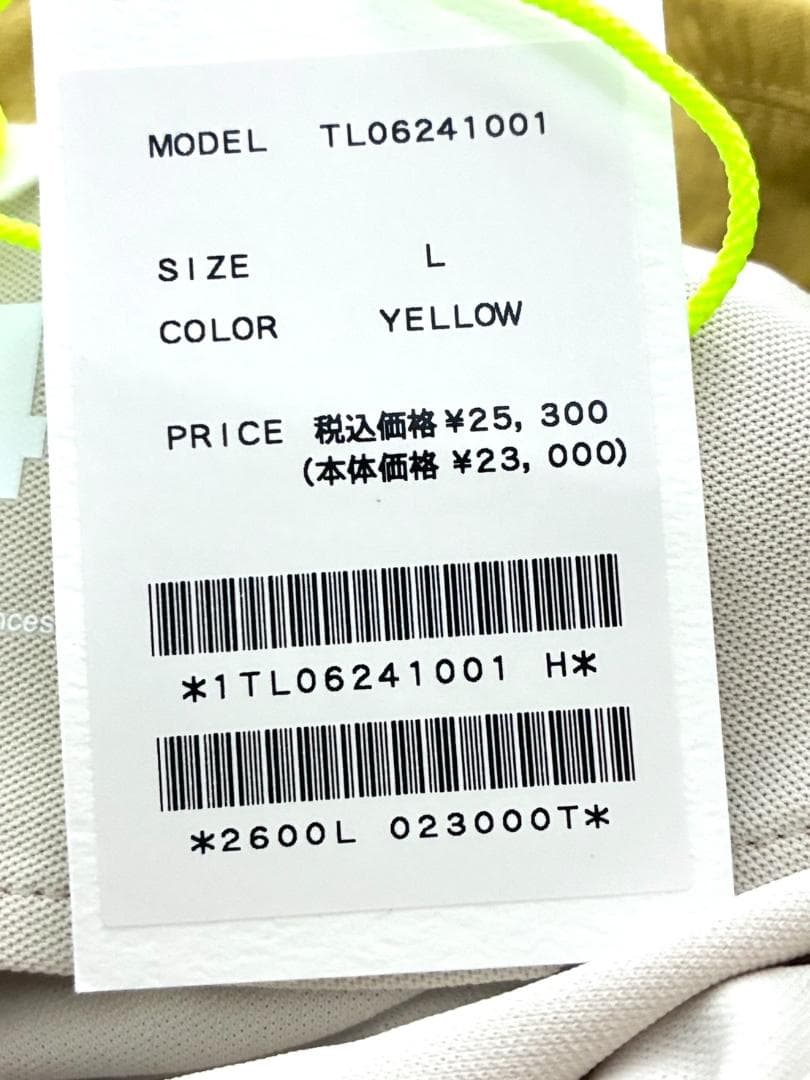 MODEL TL06241001
SIZE L
COLOR YELLOW
PRICE 税込価格 ¥25,300
(本体価格 ¥23,000)
*1TL06241001 H*
*2600L 023000T*